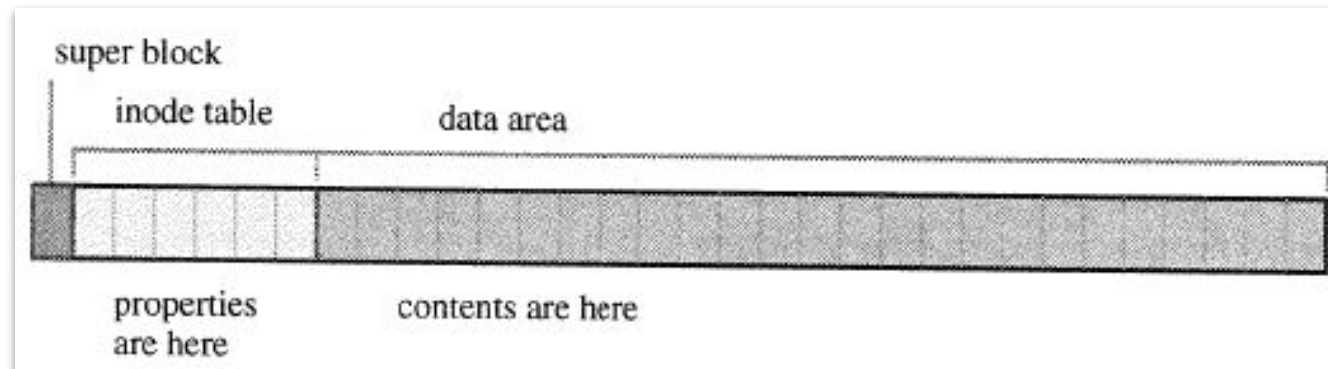 super block
inode table
data area
properties
are here
contents are here